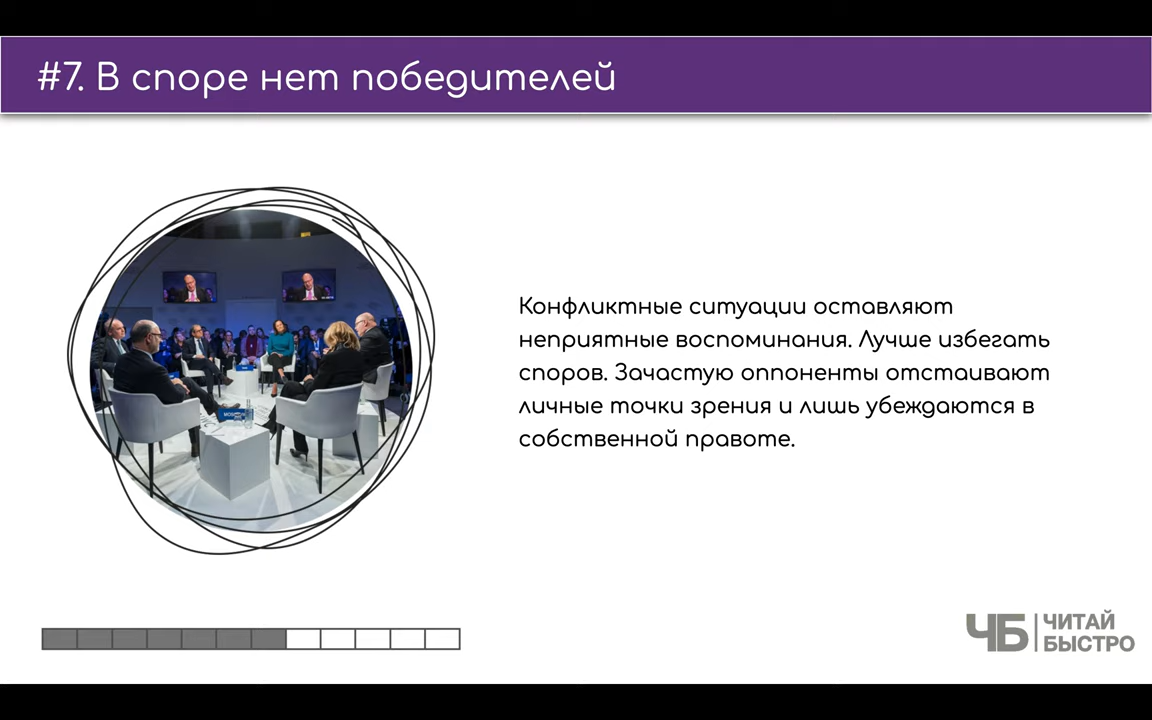 #7. В споре нет победителей
Конфликтные ситуации оставляют
неприятные воспоминания. Лучше избегать
споров. Зачастую оппоненты отстаивают
личные точки зрения и лишь убеждаются в
собственной правоте.
ЧБ ЧИТАЙ
БЫСТРО